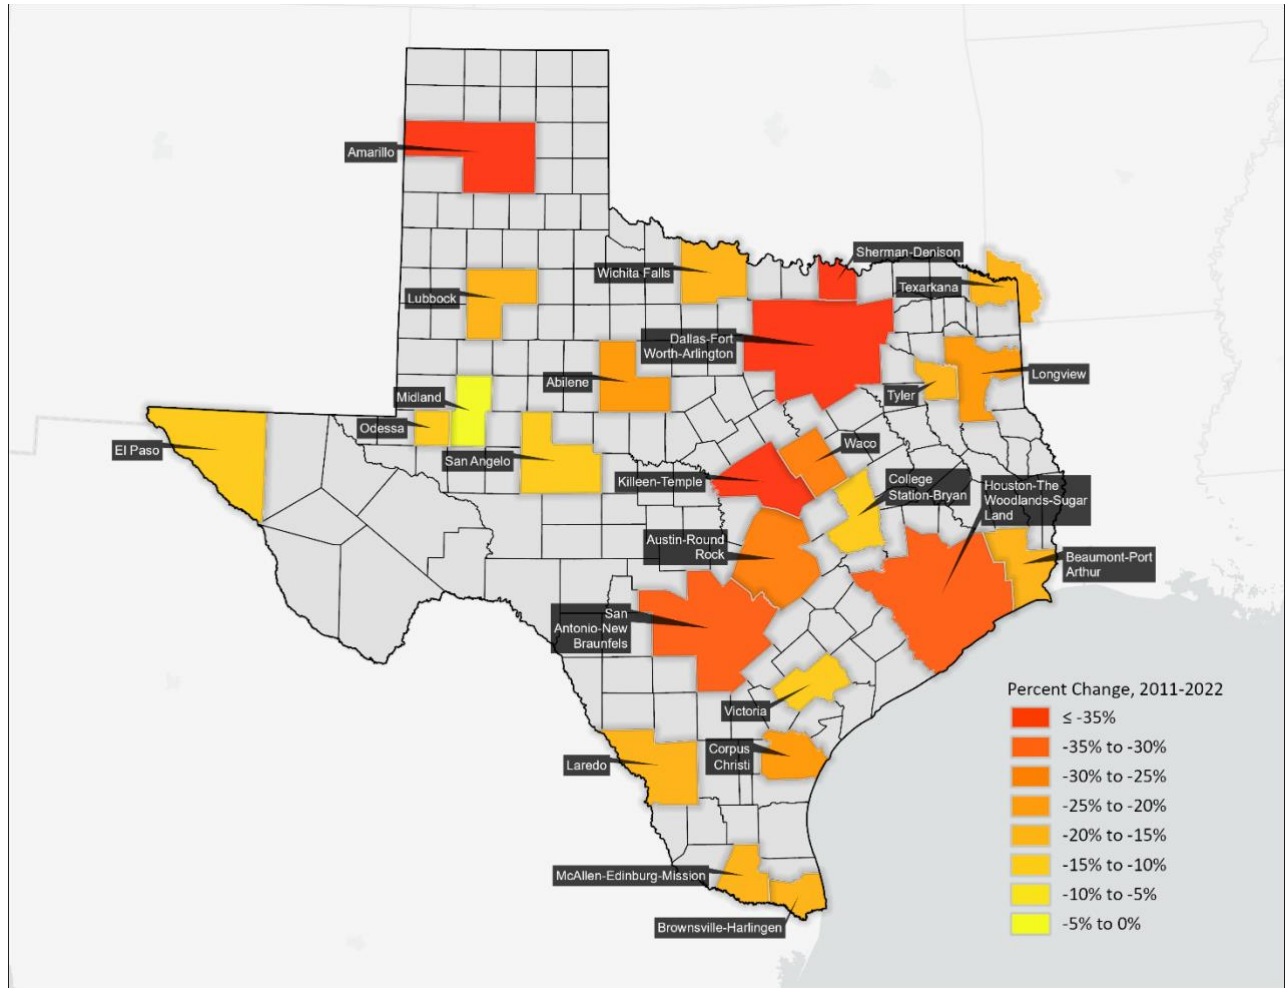 Amarillo
Sherman-Denison
Wichita Falls
Texarkana
Lubbock
Dallas-Fort
Worth-Arlington
Longview
Abilene
Tyler
Midland
Odessa
El Paso
San Angelo
Waco
Killeen-Temple
College
Station-Bryan
Houston-The
Woodlands-Sugar
Land
Austin-Round
Rock
Beaumont-Port
Arthur
San
Antonio-New
Braunfels
Victoria
Corpus
Christi
Laredo
McAllen-Edinburg-Mission
Brownsville-Harlingen
Percent Change, 2011-2022
≤ -35%
-35% to -30%
-30% to -25%
-25% to -20%
-20% to -15%
-15% to -10%
-10% to -5%
-5% to 0%